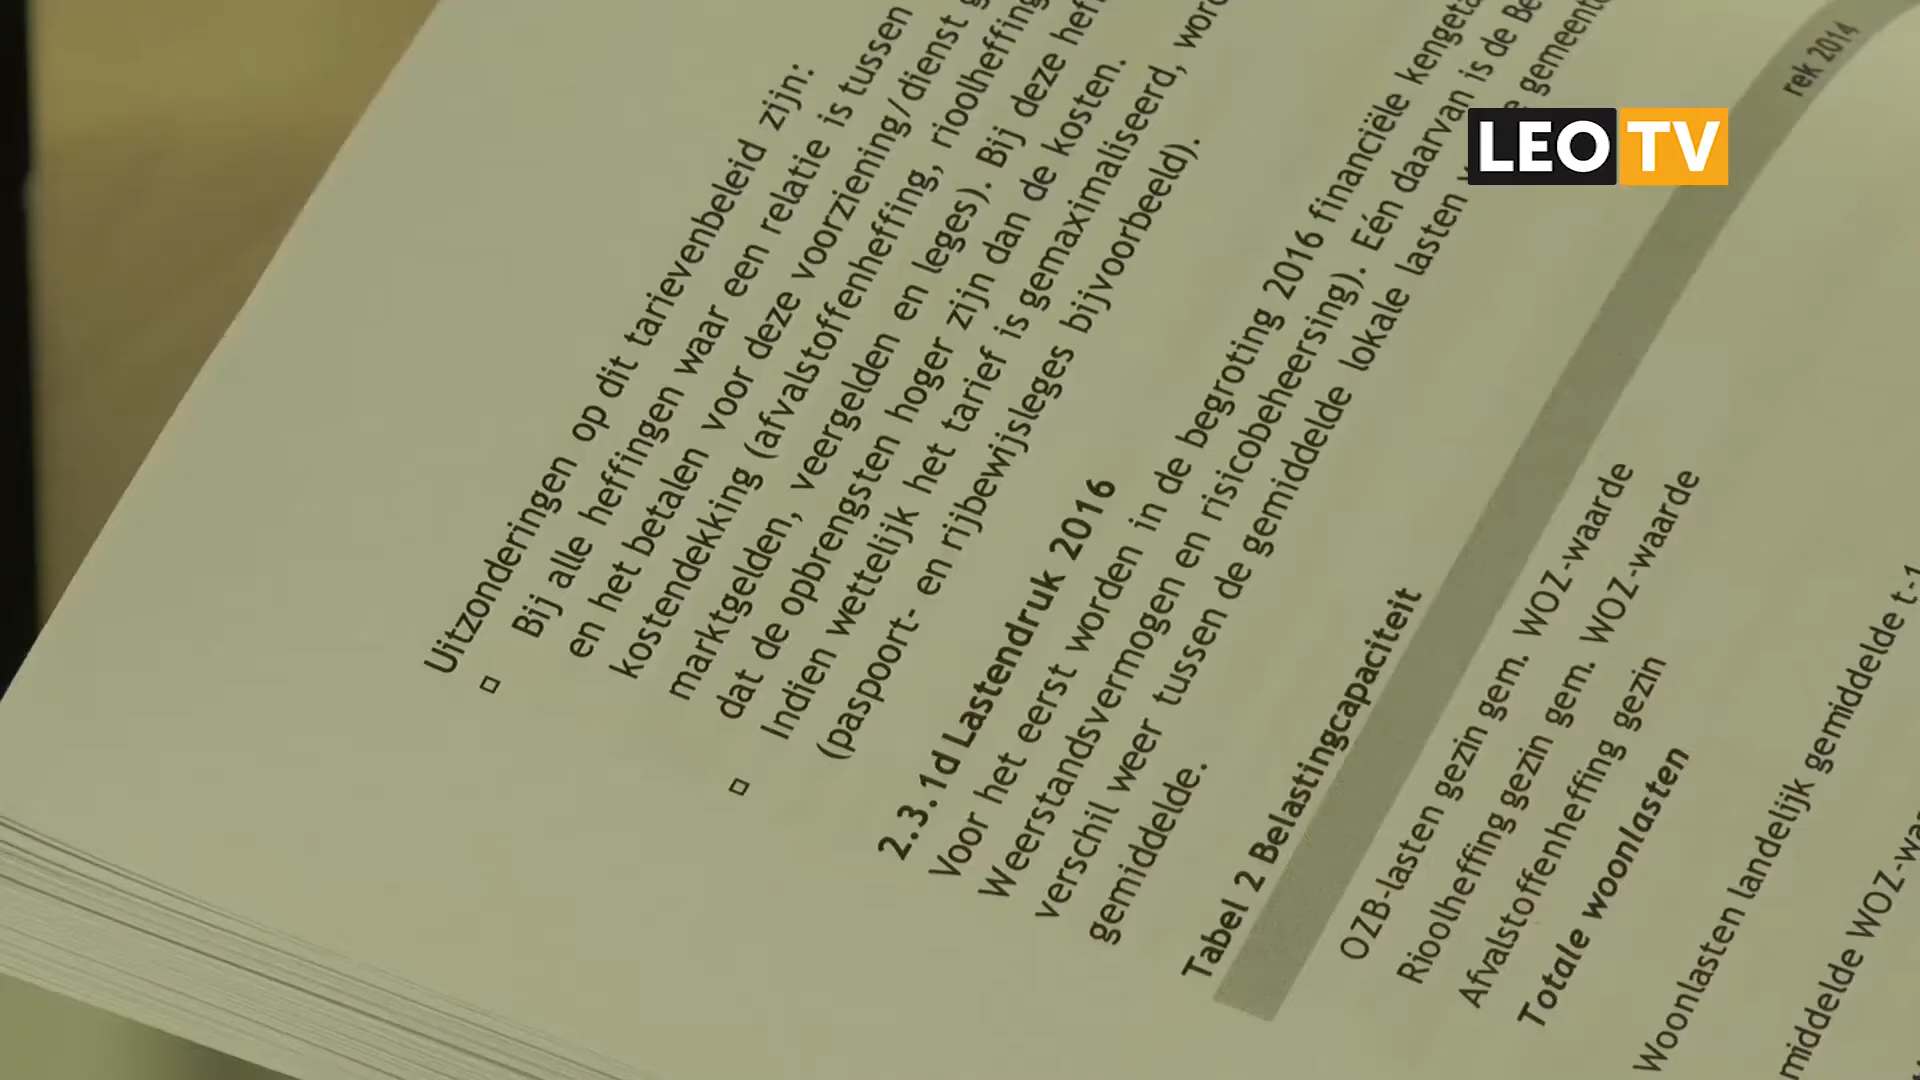 Uitzonderingen op dit tarievenbeleid zijn:
▫ Bij alle heffingen waar een relatie is tussen
en het betalen voor deze voorziening/dienst
kostendekking (afvalstoffenheffing, rioolheffing
marktgelden, veergelden en leges). Bij deze
dat de opbrengsten hoger zijn dan de kosten.
▫ Indien wettelijk het tarief is gemaximaliseerd,
(paspoort- en rijbewijsleges bijvoorbeeld).
2.3.1d Lastendruk 2016
Voor het eerst worden in de begroting 2016 financiële
Weerstandsvermogen en risicobeheersing). Eén daarvan is de
verschil weer tussen de gemiddelde lokale lasten
gemiddelde.
Tabel 2 Belastingcapaciteit
rek 2014
OZB-lasten gezin gem. WOZ-waarde
Rioolheffing gezin gem. WOZ-waarde
Afvalstoffenheffing gezin
Totale woonlasten
Woonlasten landelijk gemiddelde t-1
LEO TV